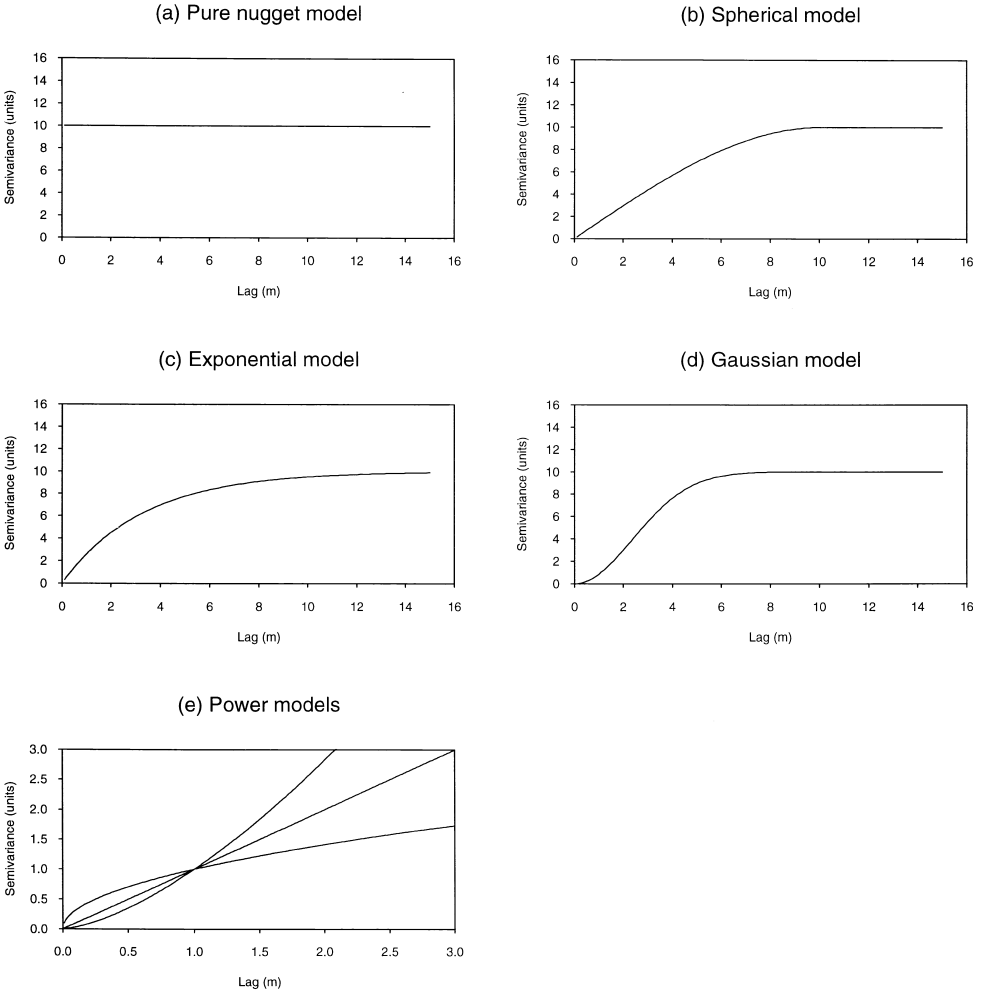 (a) Pure nugget model
16
14
12
10
8
6
4
2
0
Semivariance (units)
0 2 4 6 8 10 12 14 16
Lag (m)
(b) Spherical model
16
14
12
10
8
6
4
2
0
Semivariance (units)
0 2 4 6 8 10 12 14 16
Lag (m)
(c) Exponential model
16
14
12
10
8
6
4
2
0
Semivariance (units)
0 2 4 6 8 10 12 14 16
Lag (m)
(d) Gaussian model
16
14
12
10
8
6
4
2
0
Semivariance (units)
0 2 4 6 8 10 12 14 16
Lag (m)
(e) Power models
3.0
2.5
2.0
1.5
1.0
0.5
0.0
Semivariance (units)
0.0 0.5 1.0 1.5 2.0 2.5 3.0
Lag (m)